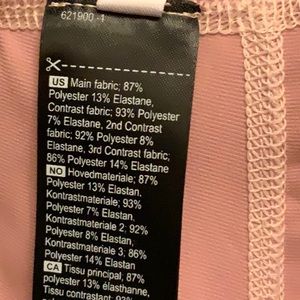 621900 -1
US Main fabric; 87%
Polyester 13% Elastane,
Contrast fabric; 93% Polyester
7% Elastane, 2nd Contrast
fabric; 92% Polyester 8%
Elastane, 3rd Contrast fabric;
86% Polyester 14% Elastane
NO Hovedmateriale; 87%
Polyester 13% Elastan,
Kontrastmateriale; 93%
Polyester 7% Elastan,
Kontrastmateriale 2; 92%
Polyester 8% Elastan,
Kontrastmateriale 3; 86%
Polyester 14% Elastan
CA Tissu principal; 87%
polyester 13% élasthanne,
Tissu contrastant; 93%